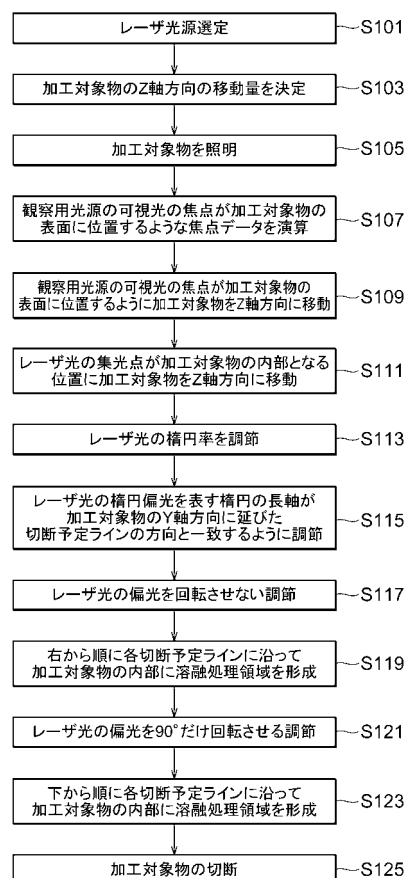 レーザ光源選定
S101
加工対象物のZ軸方向の移動量を決定
S103
加工対象物を照明
S105
観察用光源の可視光の焦点が加工対象物の
表面に位置するような焦点データを演算
S107
観察用光源の可視光の焦点が加工対象物の
表面に位置するように加工対象物をZ軸方向に移動
S109
レーザ光の集光点が加工対象物の内部となる
位置に加工対象物をZ軸方向に移動
S111
レーザ光の楕円率を調節
S113
レーザ光の楕円偏光を表す楕円の長軸が
加工対象物のY軸方向に延びた
切断予定ラインの方向と一致するように調節
S115
レーザ光の偏光を回転させない調節
S117
右から順に各切断予定ラインに沿って
加工対象物の内部に溶融処理領域を形成
S119
レーザ光の偏光を90°だけ回転させる調節
S121
下から順に各切断予定ラインに沿って
加工対象物の内部に溶融処理領域を形成
S123
加工対象物の切断
S125